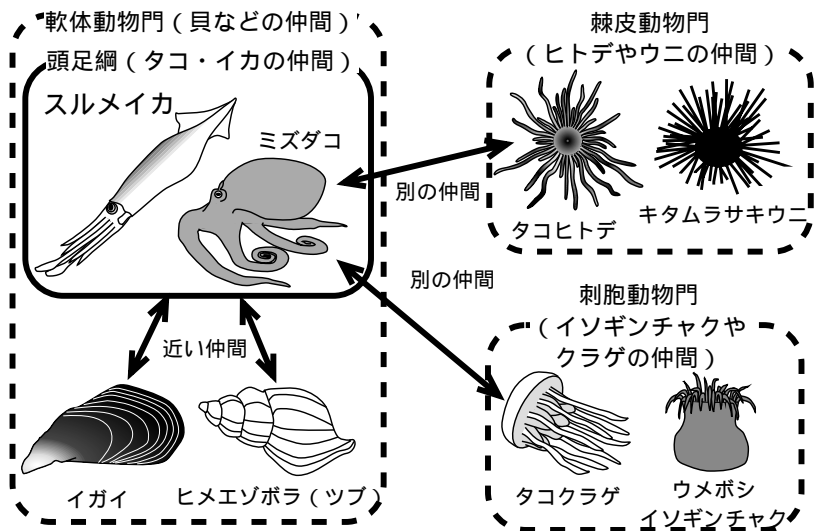 軟体動物門（貝などの仲間）
頭足綱（タコ・イカの仲間）
スルメイカ
ミズダコ
近い仲間
イガイ
ヒメエゾボラ（ツブ）
別の仲間
別の仲間
棘皮動物門
（ヒトデやウニの仲間）
タコヒトデ
キタムラサキウニ
刺胞動物門
（イソギンチャクや
クラゲの仲間）
タコクラゲ
ウメボシ
イソギンチャク